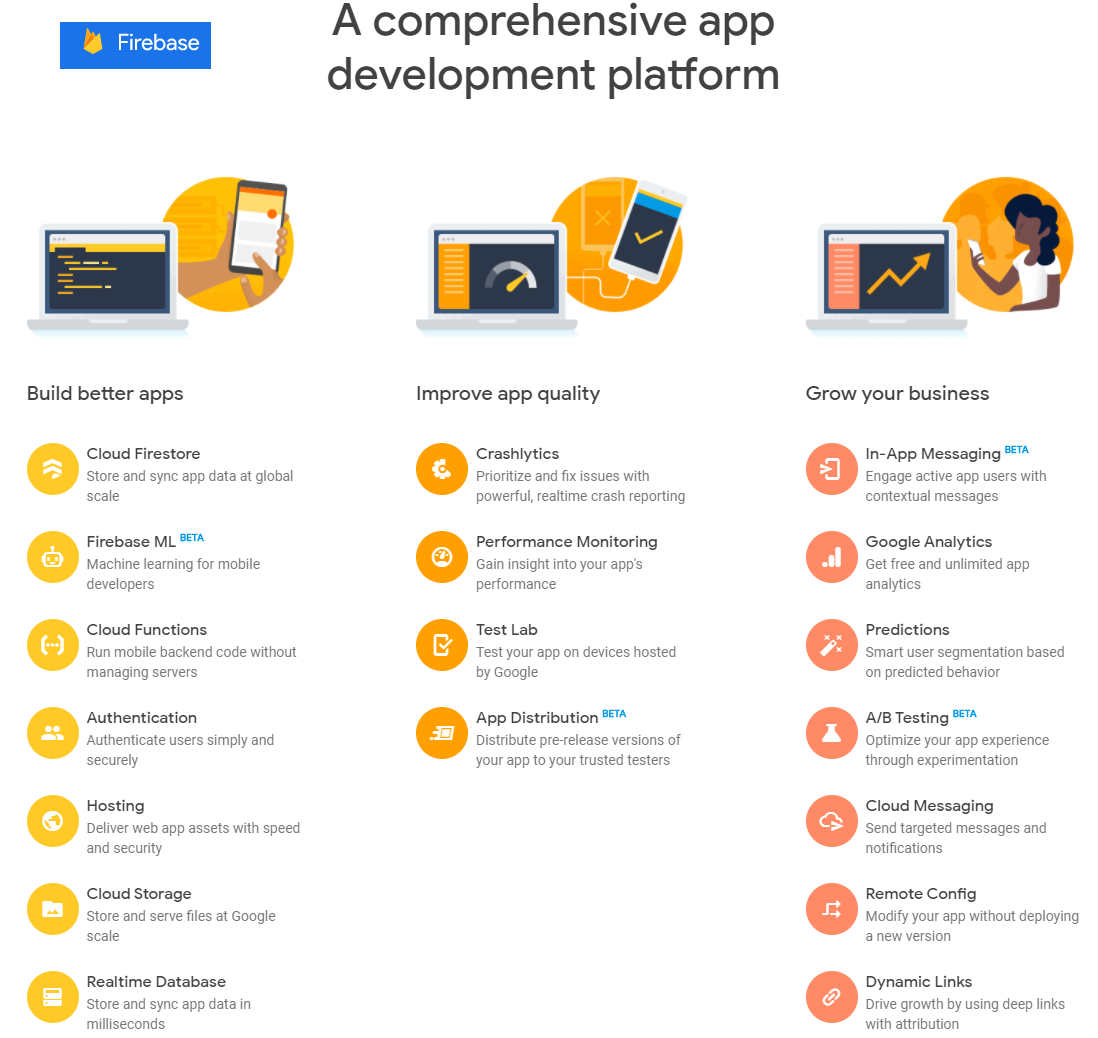 Firebase
A comprehensive app
development platform
Build better apps
Cloud Firestore
Store and sync app data at global
scale
Firebase ML BETA
Machine learning for mobile
developers
Cloud Functions
Run mobile backend code without
managing servers
Authentication
Authenticate users simply and
securely
Hosting
Deliver web app assets with speed
and security
Cloud Storage
Store and serve files at Google
scale
Realtime Database
Store and sync app data in
milliseconds
Improve app quality
Crashlytics
Prioritize and fix issues with
powerful, realtime crash reporting
Performance Monitoring
Gain insight into your app's
performance
Test Lab
Test your app on devices hosted
by Google
App Distribution BETA
Distribute pre-release versions of
your app to your trusted testers
Grow your business
In-App Messaging BETA
Engage active app users with
contextual messages
Google Analytics
Get free and unlimited app
analytics
Predictions
Smart user segmentation based
on predicted behavior
A/B Testing BETA
Optimize your app experience
through experimentation
Cloud Messaging
Send targeted messages and
notifications
Remote Config
Modify your app without deploying
a new version
Dynamic Links
Drive growth by using deep links
with attribution